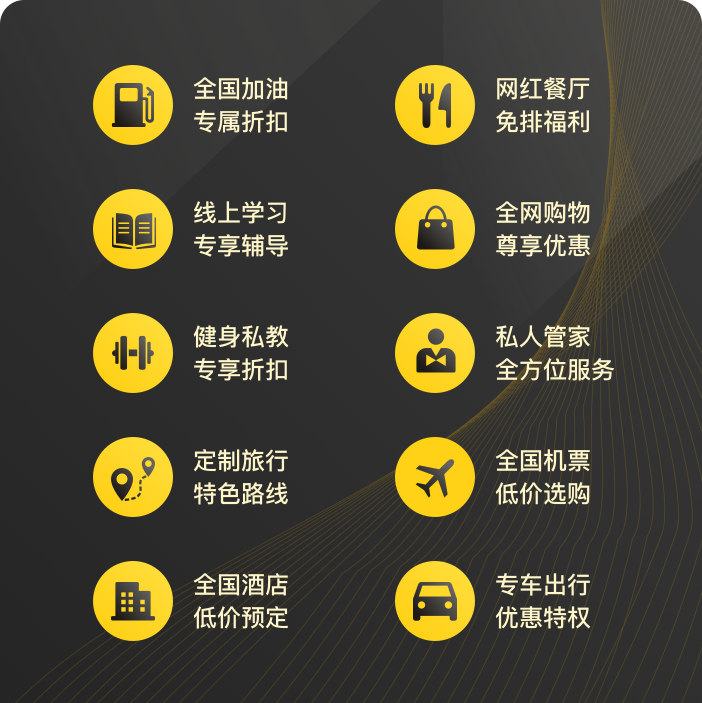 全国加油
专属折扣
网红餐厅
免排福利
线上学习
专享辅导
全网购物
尊享优惠
健身私教
专享折扣
私人管家
全方位服务
定制旅行
特色路线
全国机票
低价选购
全国酒店
低价预定
专车出行
优惠特权